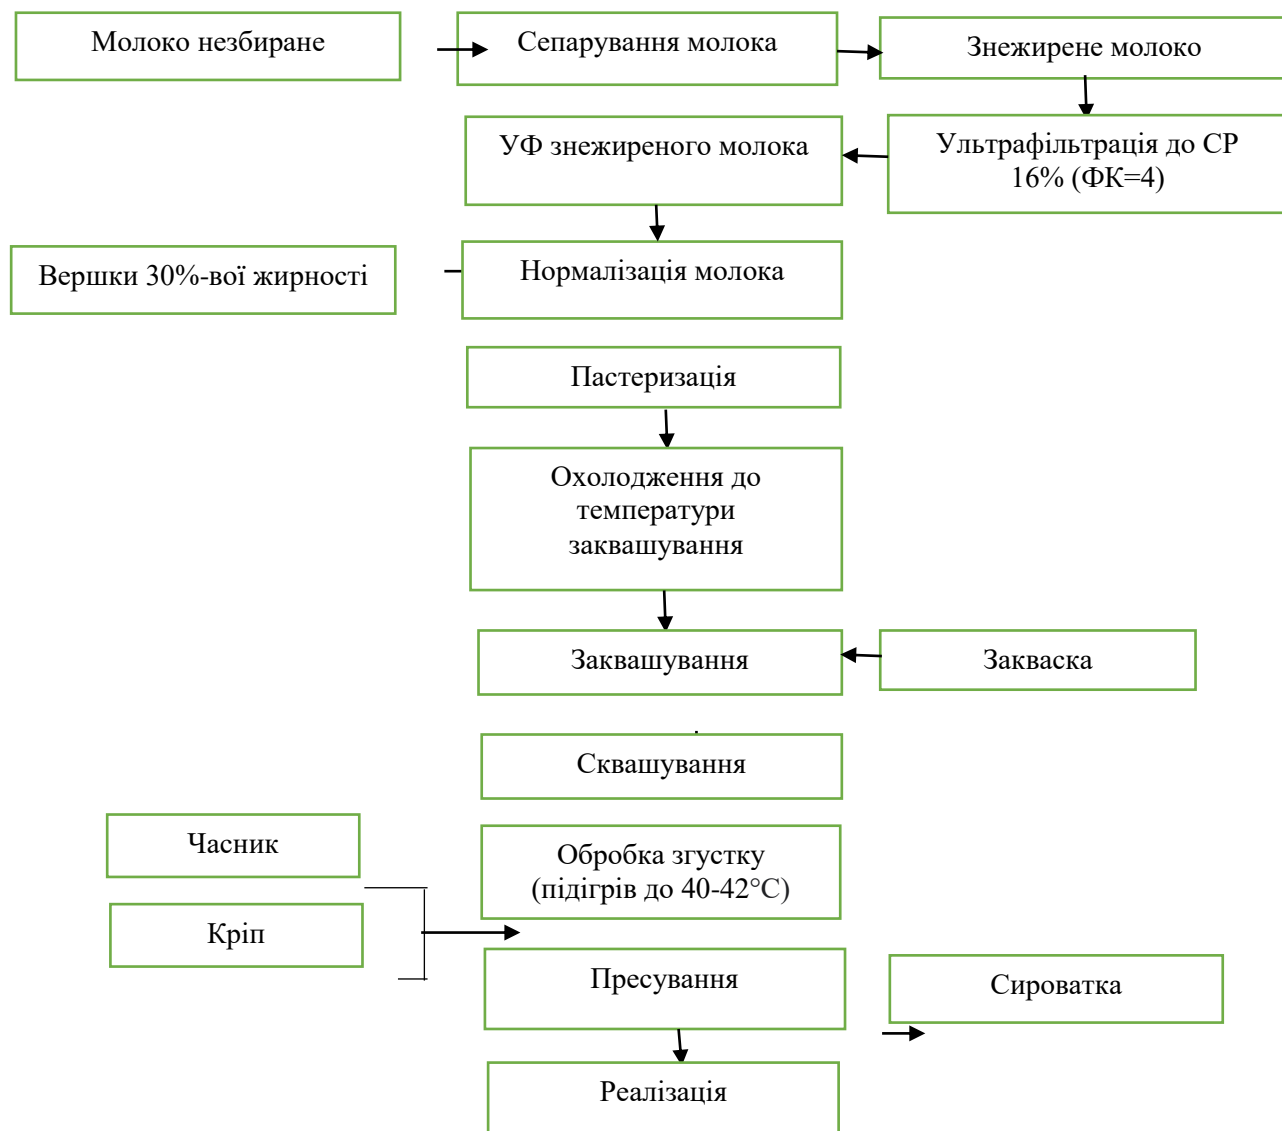 Молоко незбиране
Сепарування молока
Знежирене молоко
УФ знежиреного молока
Ультрафільтрація до СР
16% (ФК=4)
Вершки 30%-вої жирності
Нормалізація молока
Пастеризація
Охолодження до
температури
заквашування
Заквашування
Закваска
Сквашування
Часник
Обробка згустку
(підігрів до 40-42°С)
Кріп
Пресування
Сироватка
Реалізація